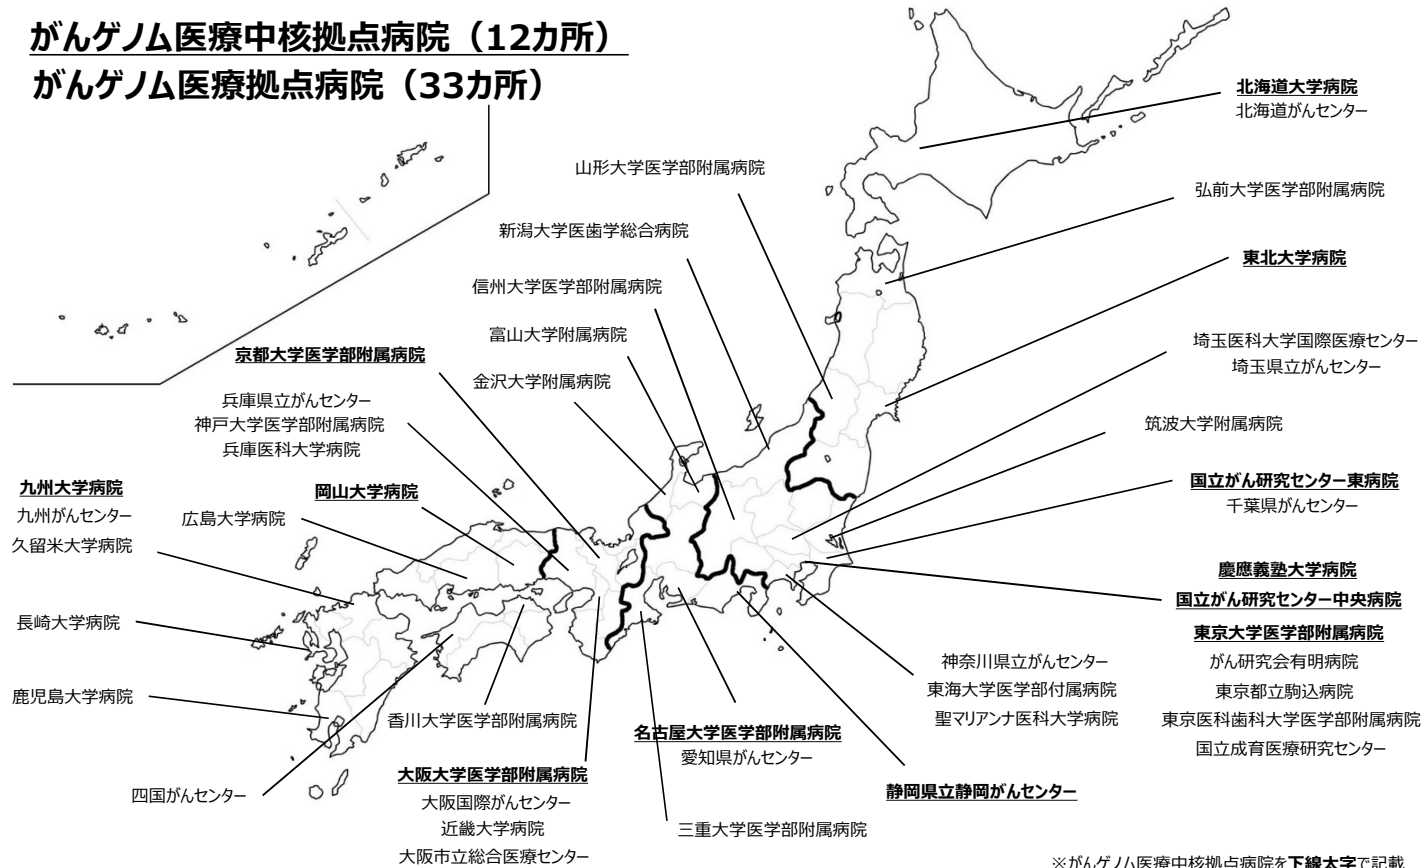 がんゲノム医療中核拠点病院（12カ所）
がんゲノム医療拠点病院（33カ所）
北海道大学病院
北海道がんセンター
山形大学医学部附属病院
弘前大学医学部附属病院
新潟大学医歯学総合病院
東北大学病院
信州大学医学部附属病院
富山大学附属病院
埼玉医科大学国際医療センター
埼玉県立がんセンター
京都大学医学部附属病院
金沢大学附属病院
兵庫県立がんセンター
神戸大学医学部附属病院
兵庫医科大学病院
筑波大学附属病院
九州大学病院
九州がんセンター
久留米大学病院
岡山大学病院
広島大学病院
国立がん研究センター東病院
千葉県がんセンター
慶應義塾大学病院
国立がん研究センター中央病院
東京大学医学部附属病院
がん研究会有明病院
東京都立駒込病院
東京医科歯科大学医学部附属病院
国立成育医療研究センター
長崎大学病院
神奈川県立がんセンター
東海大学医学部付属病院
聖マリアンナ医科大学病院
鹿児島大学病院
香川大学医学部附属病院
名古屋大学医学部附属病院
愛知県がんセンター
四国がんセンター
大阪大学医学部附属病院
大阪国際がんセンター
近畿大学病院
大阪市立総合医療センター
静岡県立静岡がんセンター
三重大学医学部附属病院
※がんゲノム医療中核拠点病院を下線太字で記載